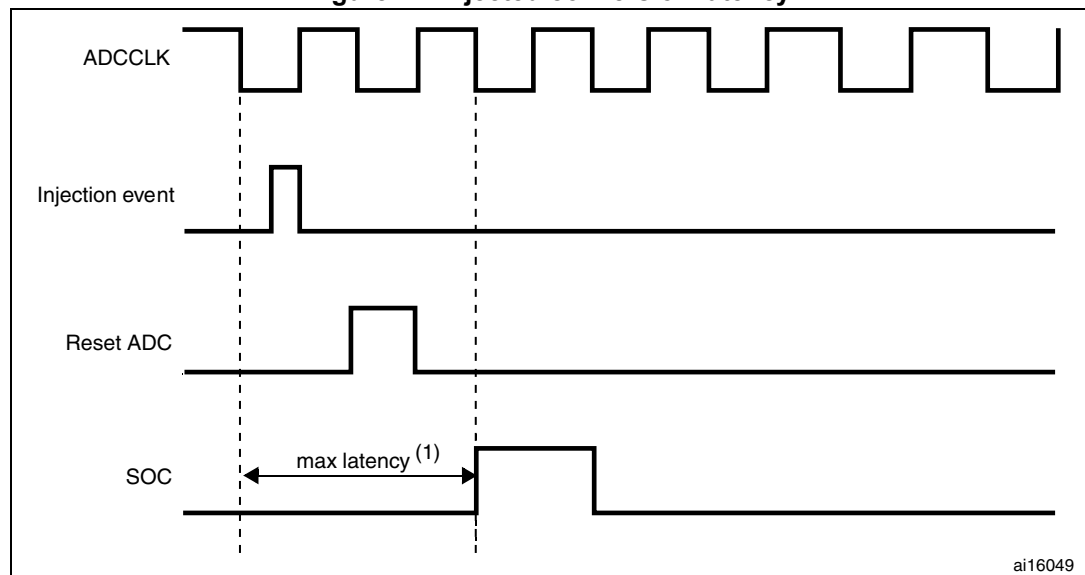 ADCCLK
Injection event
Reset ADC
max latency (1)
SOC
ai16049